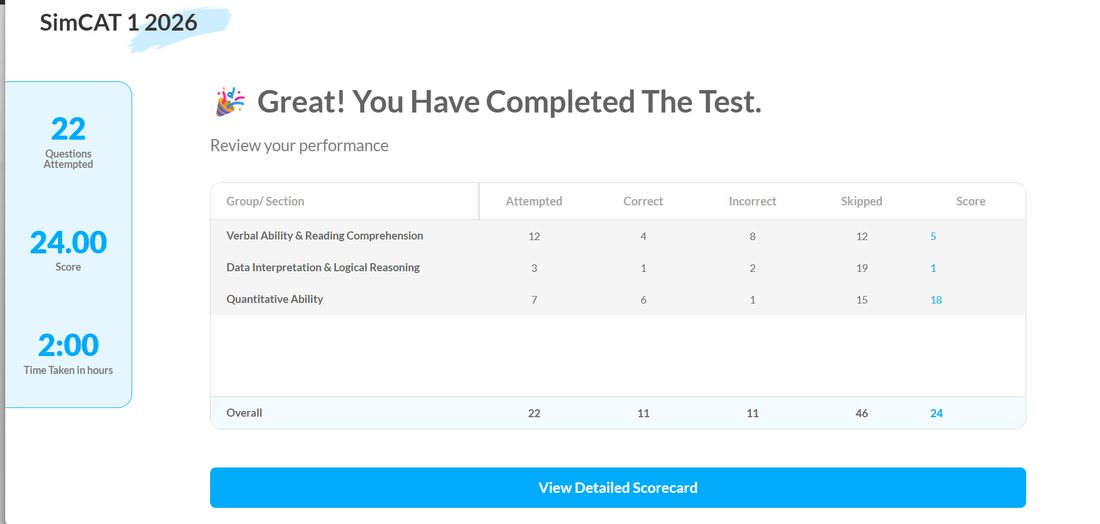 SimCAT 1 2026
22
Questions
Attempted
24.00
Score
2:00
Time Taken in hours
Great! You Have Completed The Test.
Review your performance
Group/ Section Attempted Correct Incorrect Skipped Score
Verbal Ability & Reading Comprehension 12 4 8 12 5
Data Interpretation & Logical Reasoning 3 1 2 19 1
Quantitative Ability 7 6 1 15 18
Overall 22 11 11 46 24
View Detailed Scorecard